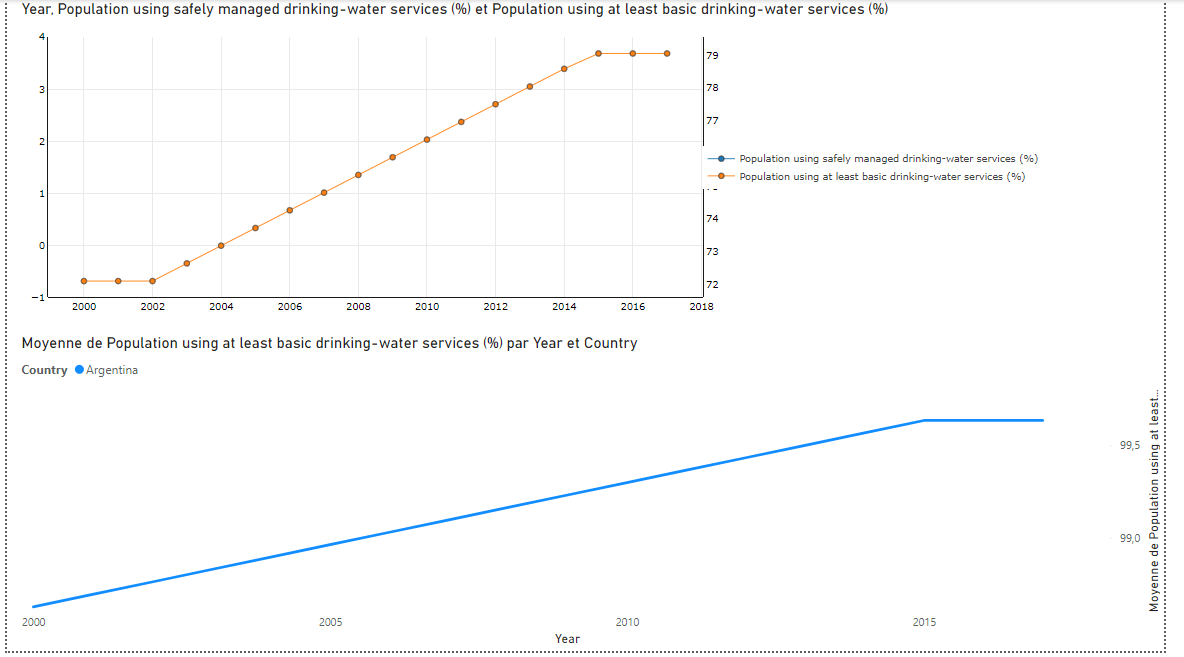 Year, Population using safely managed drinking-water services (%) et Population using at least basic drinking-water services (%)
4
3
2
1
0
−1
79
78
77
74
73
72
Population using safely managed drinking-water services (%)
Population using at least basic drinking-water services (%)
2000 2002 2004 2006 2008 2010 2012 2014 2016 2018
Moyenne de Population using at least basic drinking-water services (%) par Year et Country
Country Argentina
99,5
99,0
Moyenne de Population using at least...
2000 2005 2010 2015
Year